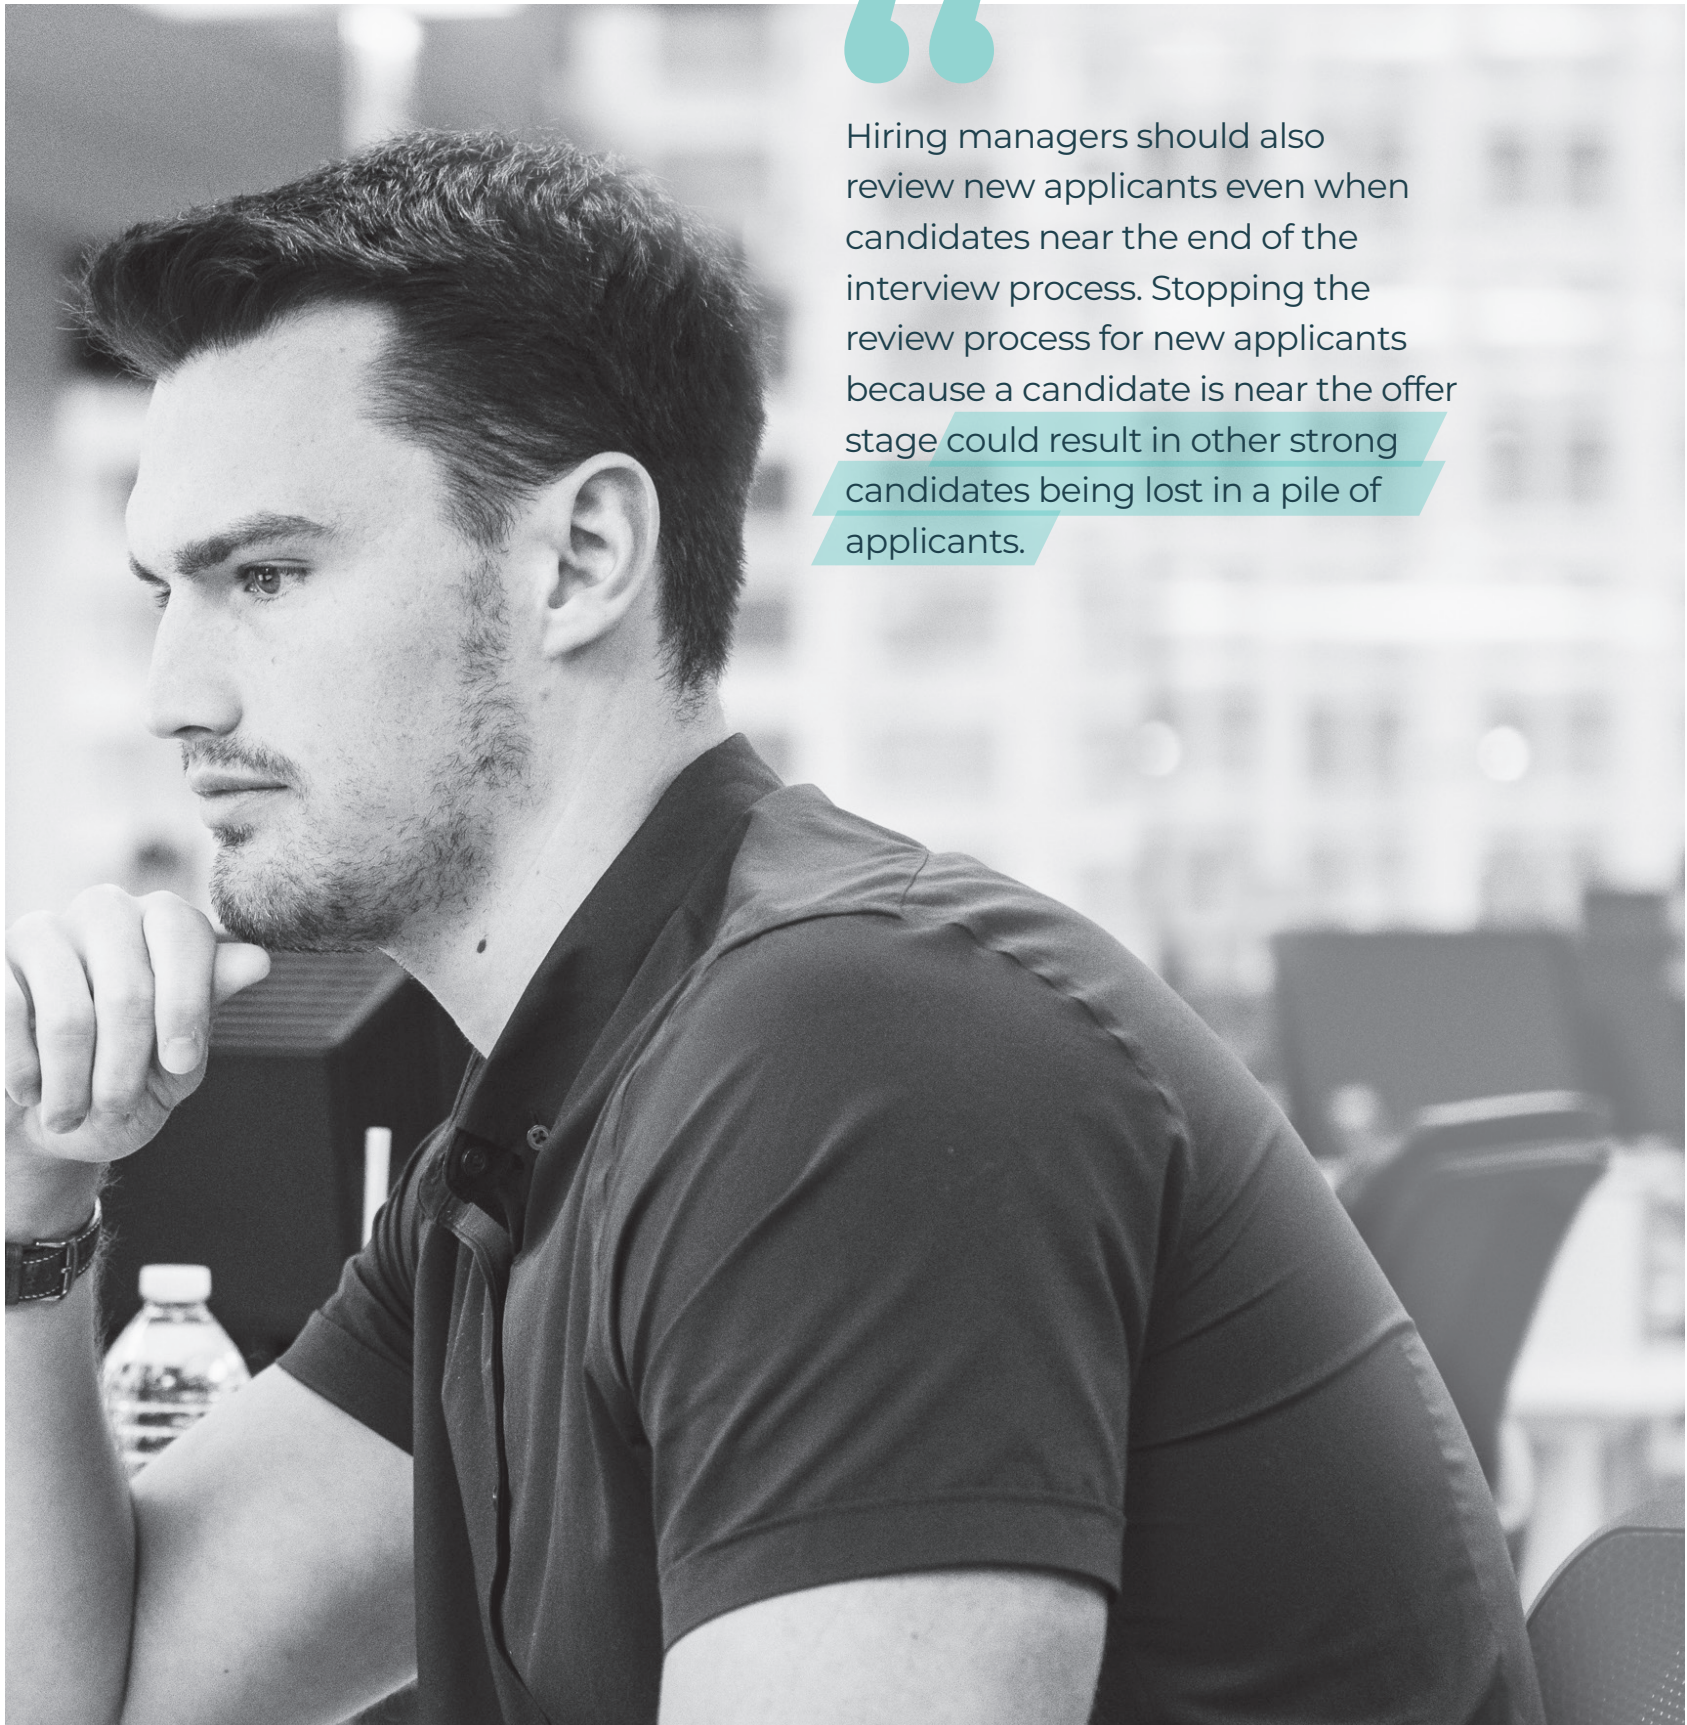 “
Hiring managers should also
review new applicants even when
candidates near the end of the
interview process. Stopping the
review process for new applicants
because a candidate is near the offer
stage could result in other strong
candidates being lost in a pile of
applicants.